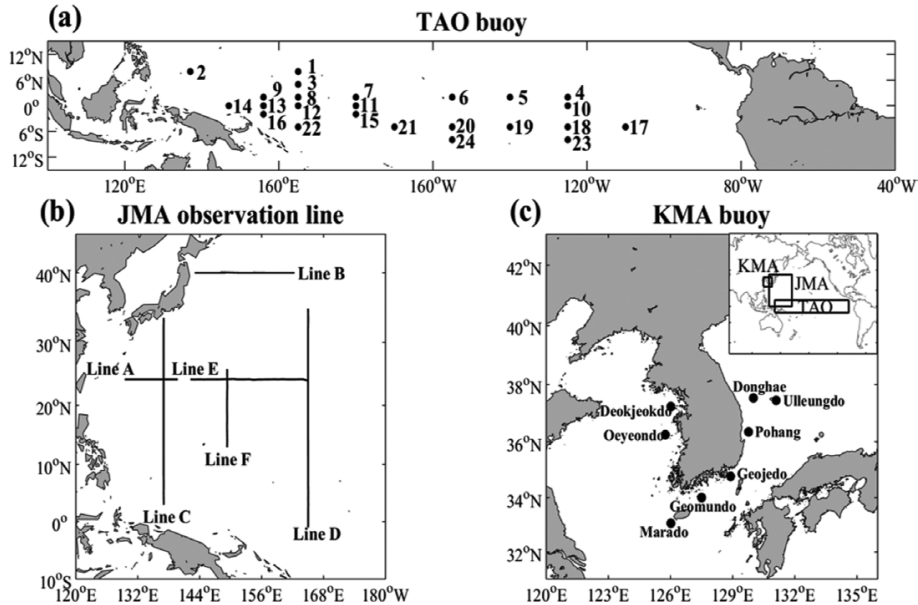 (a) TAO buoy
12°N
6°N
0°
6°S
12°S
1
2
3
9
8
7
6
5
4
14
13
12
11
10
16
22
15
21
20
19
18
17
24
23
120°E 160°E 160°W 120°W 80°W 40°W
(b) JMA observation line
40°N
30°N
20°N
10°N
0°
10°S
Line B
Line A
Line E
Line F
Line C
Line D
120°E 132°E 144°E 156°E 168°E 180°W
(c) KMA buoy
42°N
40°N
38°N
36°N
34°N
32°N
KMA
JMA
TAO
Donghae
Ulleungdo
Deokjeokdo
Oeyeondo
Pohang
Geojedo
Geomundo
Marado
120°E 123°E 126°E 129°E 132°E 135°E